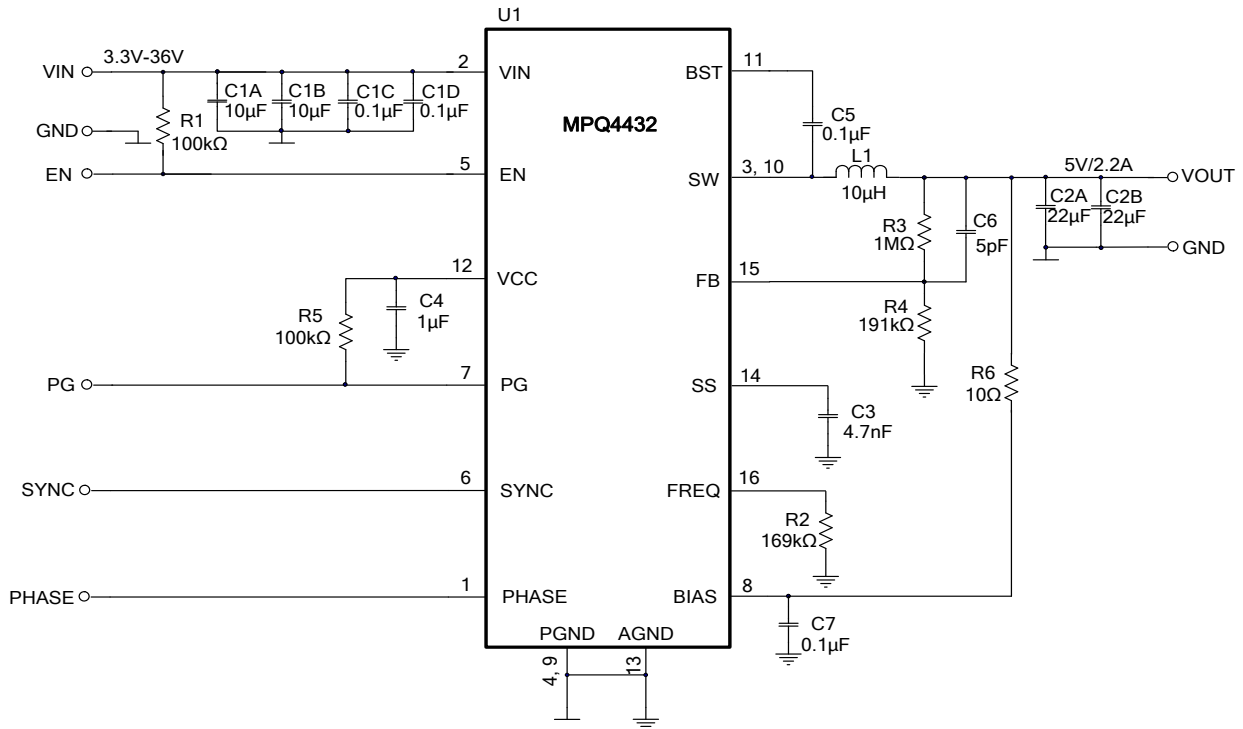 U1
MPQ4432
3.3V-36V
VIN
2
VIN
C1A
10µF
C1B
10µF
C1C
0.1µF
C1D
0.1µF
R1
100kΩ
GND
EN
5
EN
12
VCC
C4
1µF
R5
100kΩ
PG
7
PG
SYNC
6
SYNC
PHASE
1
PHASE
BST
11
C5
0.1µF
SW
3, 10
L1
10µH
5V/2.2A
VOUT
C2A
22µF
C2B
22µF
GND
R3
1MΩ
C6
5pF
FB
15
R4
191kΩ
R6
10Ω
SS
14
C3
4.7nF
FREQ
16
R2
169kΩ
BIAS
8
C7
0.1µF
PGND
AGND
4, 9
13